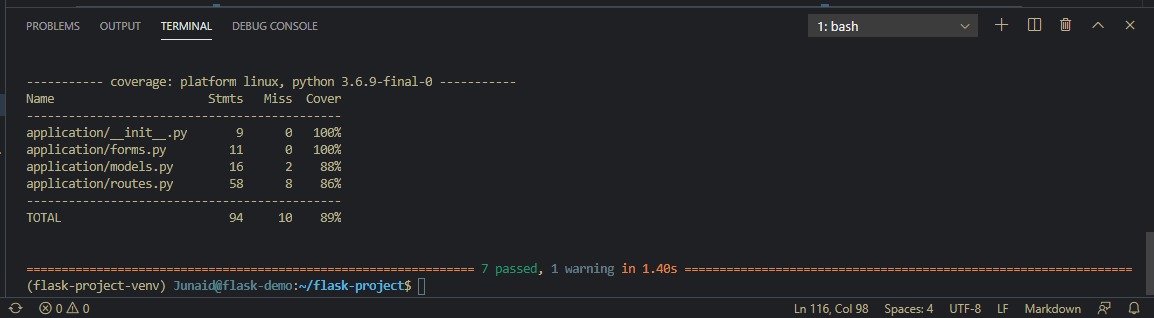 PROBLEMS OUTPUT TERMINAL DEBUG CONSOLE 1: bash
----------- coverage: platform linux, python 3.6.9-final-0 -----------
Name                      Stmts   Miss  Cover
---------------------------------------------
application/__init__.py       9      0   100%
application/forms.py         11      0   100%
application/models.py        16      2    88%
application/routes.py        58      8    86%
---------------------------------------------
TOTAL                        94     10    89%
================================================================ 7 passed, 1 warning in 1.40s ================================================================
(flask-project-venv) Junaid@flask-demo:~/flask-project$
0 0 Ln 116, Col 98 Spaces: 4 UTF-8 LF Markdown